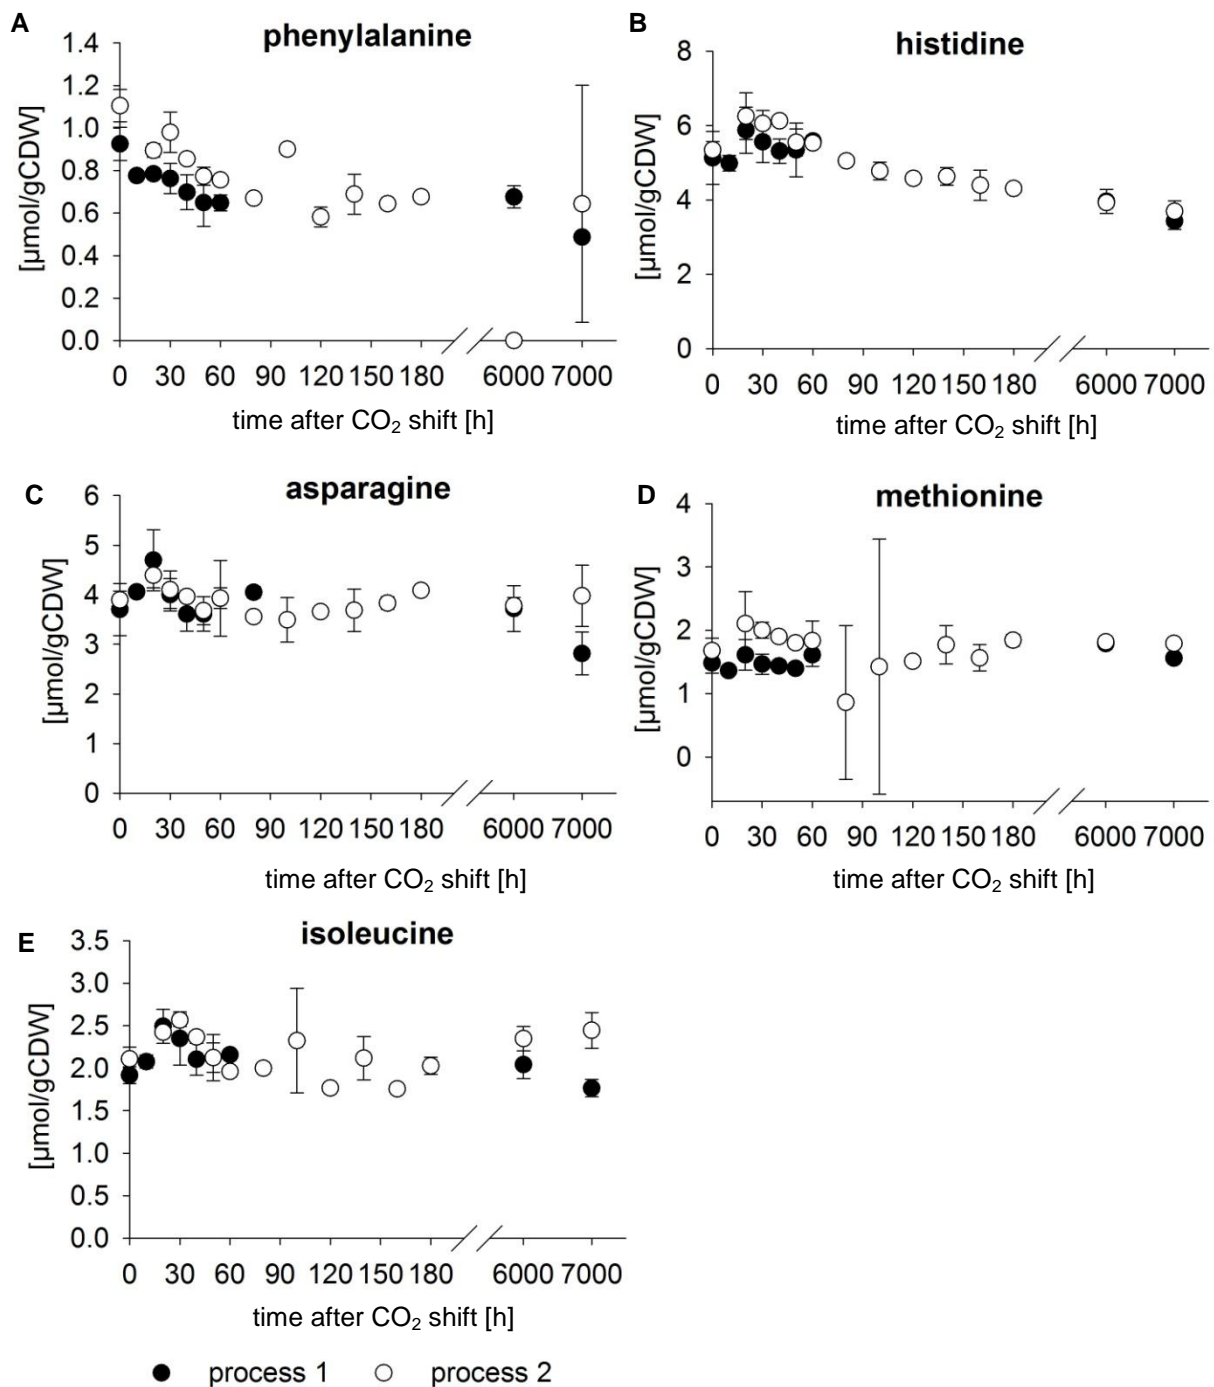 A
phenylalanine
1.4
1.2
1.0
0.8
0.6
0.4
0.2
0.0
[µmol/gCDW]
0 30 60 90 120 150 180 6000 7000
time after CO₂ shift [h]
B
histidine
8
6
4
2
0
[µmol/gCDW]
0 30 60 90 120 150 180 6000 7000
time after CO₂ shift [h]
C
asparagine
6
5
4
3
2
1
0
[µmol/gCDW]
0 30 60 90 120 150 180 6000 7000
time after CO₂ shift [h]
D
methionine
4
3
2
1
0
[µmol/gCDW]
0 30 60 90 120 150 180 6000 7000
time after CO₂ shift [h]
E
isoleucine
3.5
3.0
2.5
2.0
1.5
1.0
0.5
0.0
[µmol/gCDW]
0 30 60 90 120 150 180 6000 7000
time after CO₂ shift [h]
process 1 process 2